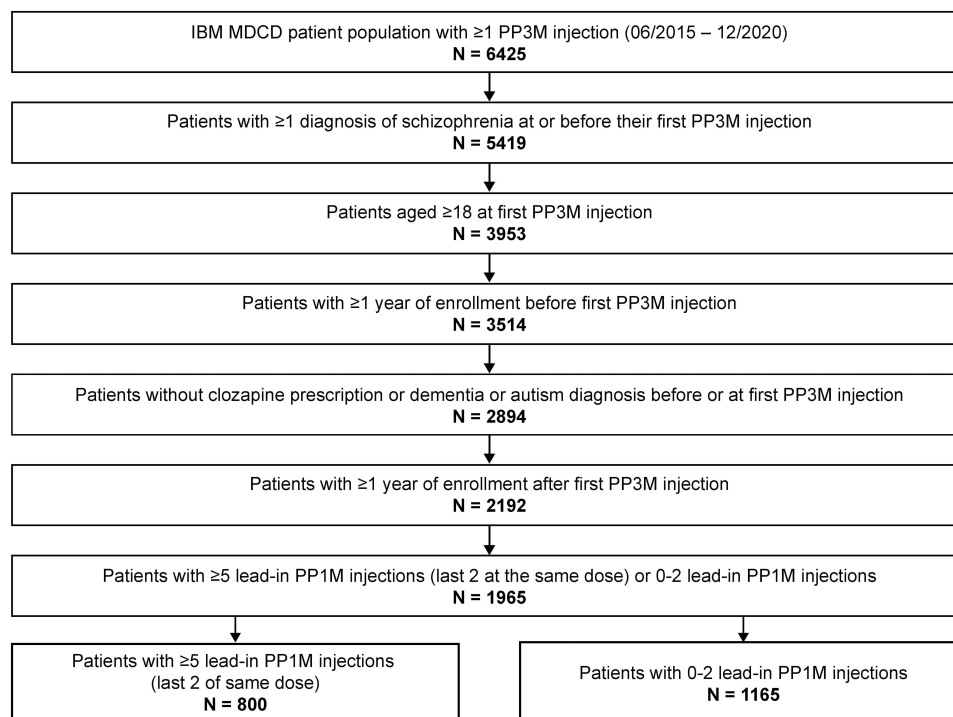 IBM MDCD patient population with ≥1 PP3M injection (06/2015 – 12/2020)
N = 6425
Patients with ≥1 diagnosis of schizophrenia at or before their first PP3M injection
N = 5419
Patients aged ≥18 at first PP3M injection
N = 3953
Patients with ≥1 year of enrollment before first PP3M injection
N = 3514
Patients without clozapine prescription or dementia or autism diagnosis before or at first PP3M injection
N = 2894
Patients with ≥1 year of enrollment after first PP3M injection
N = 2192
Patients with ≥5 lead-in PP1M injections (last 2 at the same dose) or 0-2 lead-in PP1M injections
N = 1965
Patients with ≥5 lead-in PP1M injections
(last 2 of same dose)
N = 800
Patients with 0-2 lead-in PP1M injections
N = 1165